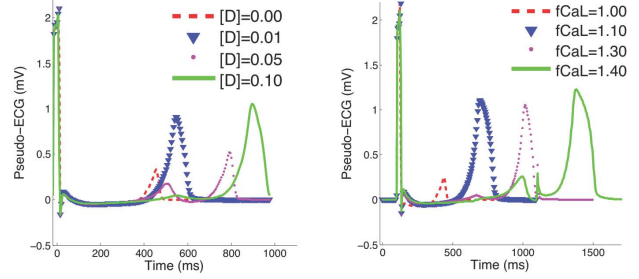 [D]=0.00
[D]=0.01
[D]=0.05
[D]=0.10
Pseudo-ECG (mV)
2
1.5
1
0.5
0
−0.5
0 200 400 600 800 1000
Time (ms)
fCaL=1.00
fCaL=1.10
fCaL=1.30
fCaL=1.40
Pseudo-ECG (mV)
2
1.5
1
0.5
0
−0.5
0 500 1000 1500
Time (ms)